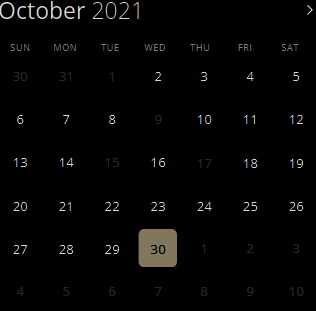 October 2021 >
SUN MON TUE WED THU FRI SAT
30 31 1 2 3 4 5
6 7 8 9 10 11 12
13 14 15 16 17 18 19
20 21 22 23 24 25 26
27 28 29 30 1 2 3
4 5 6 7 8 9 10